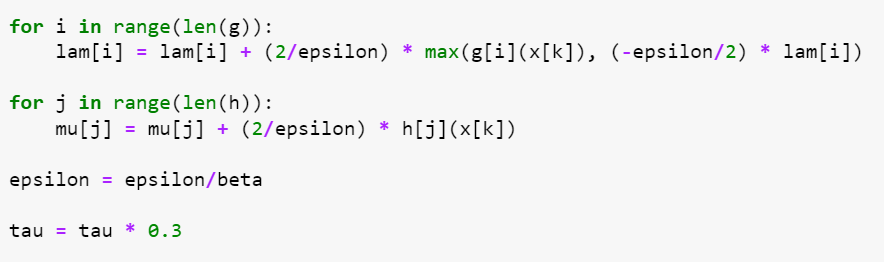 for i in range(len(g)):
    lam[i] = lam[i] + (2/epsilon) * max(g[i](x[k]), (-epsilon/2) * lam[i])
for j in range(len(h)):
    mu[j] = mu[j] + (2/epsilon) * h[j](x[k])
epsilon = epsilon/beta
tau = tau * 0.3